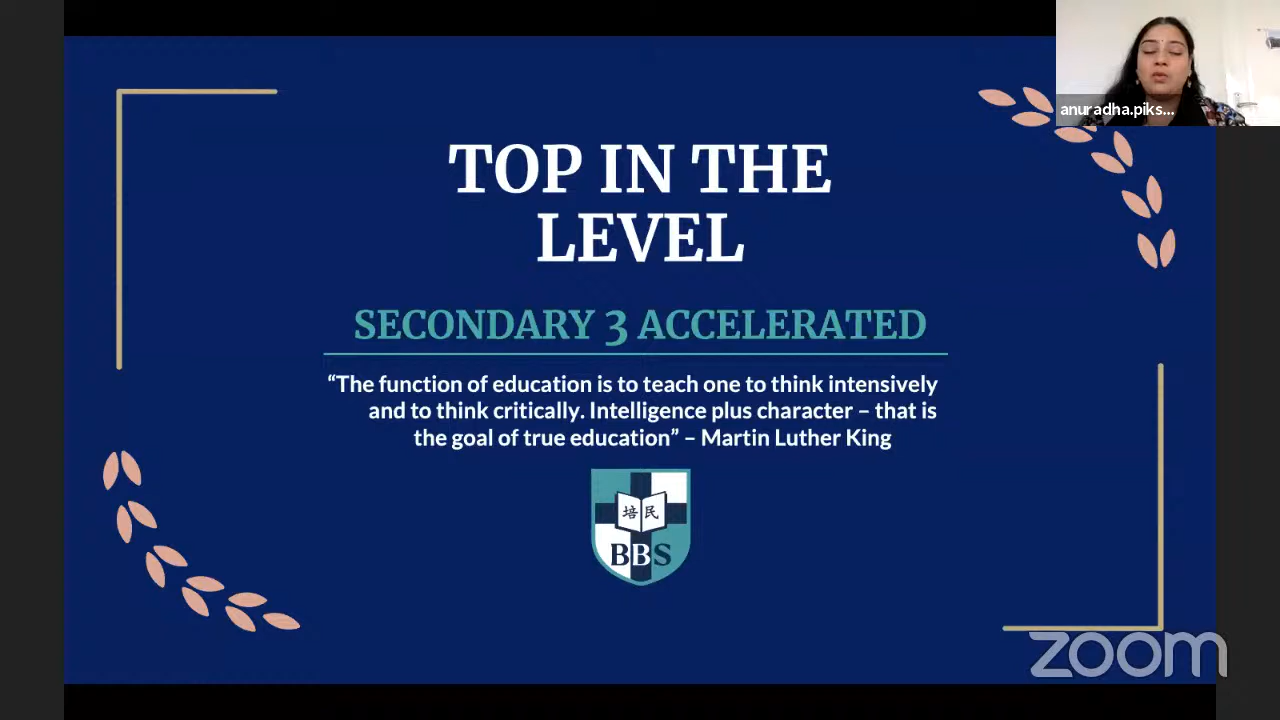 anuradha.piks...
TOP IN THE
LEVEL
SECONDARY 3 ACCELERATED
“The function of education is to teach one to think intensively
and to think critically. Intelligence plus character – that is
the goal of true education” – Martin Luther King
培民
BBS
zoom